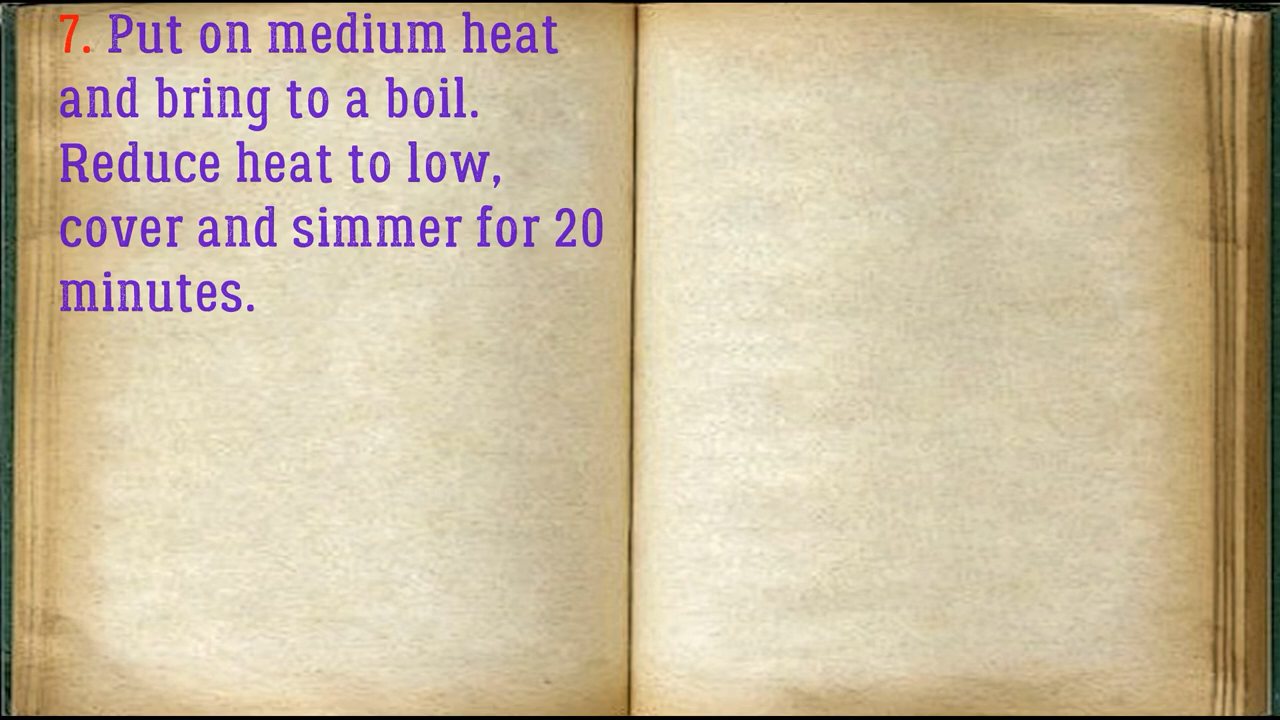 7. Put on medium heat
and bring to a boil.
Reduce heat to low,
cover and simmer for 20
minutes.